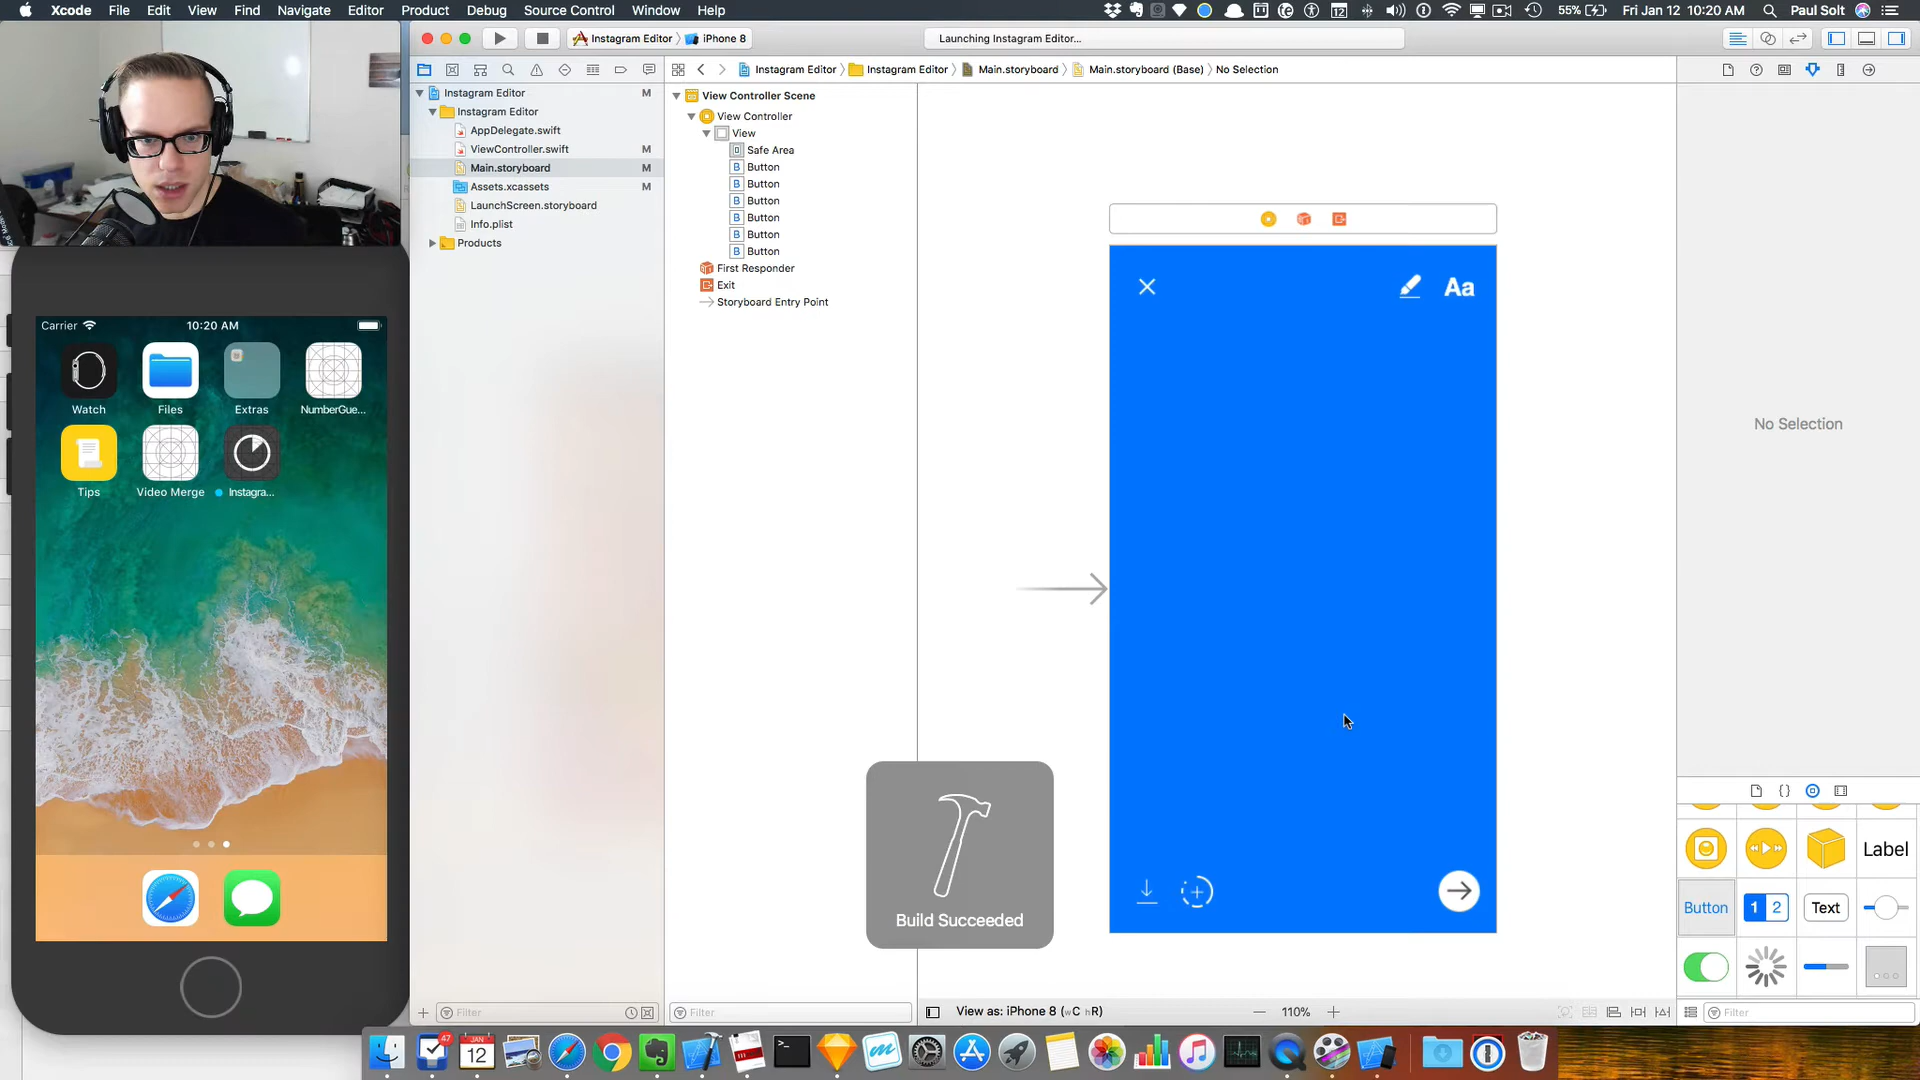 Xcode File Edit View Find Navigate Editor Product Debug Source Control Window Help
12 55% Fri Jan 12 10:20 AM Paul Solt
Instagram Editor iPhone 8
Launching Instagram Editor...
Instagram Editor Instagram Editor Main.storyboard Main.storyboard (Base) No Selection
Instagram Editor M
Instagram Editor
AppDelegate.swift
ViewController.swift M
Main.storyboard M
Assets.xcassets M
LaunchScreen.storyboard
Info.plist
Products
View Controller Scene
View Controller
View
Safe Area
B Button
B Button
B Button
B Button
B Button
B Button
First Responder
Exit
Storyboard Entry Point
Carrier 10:20 AM
Watch Files Extras NumberGue...
Tips Video Merge Instagra...
Aa
Build Succeeded
No Selection
Label
Button 1 2 Text
Filter
Filter
View as: iPhone 8 (wC hR)
110%
Filter
47
JAN
12